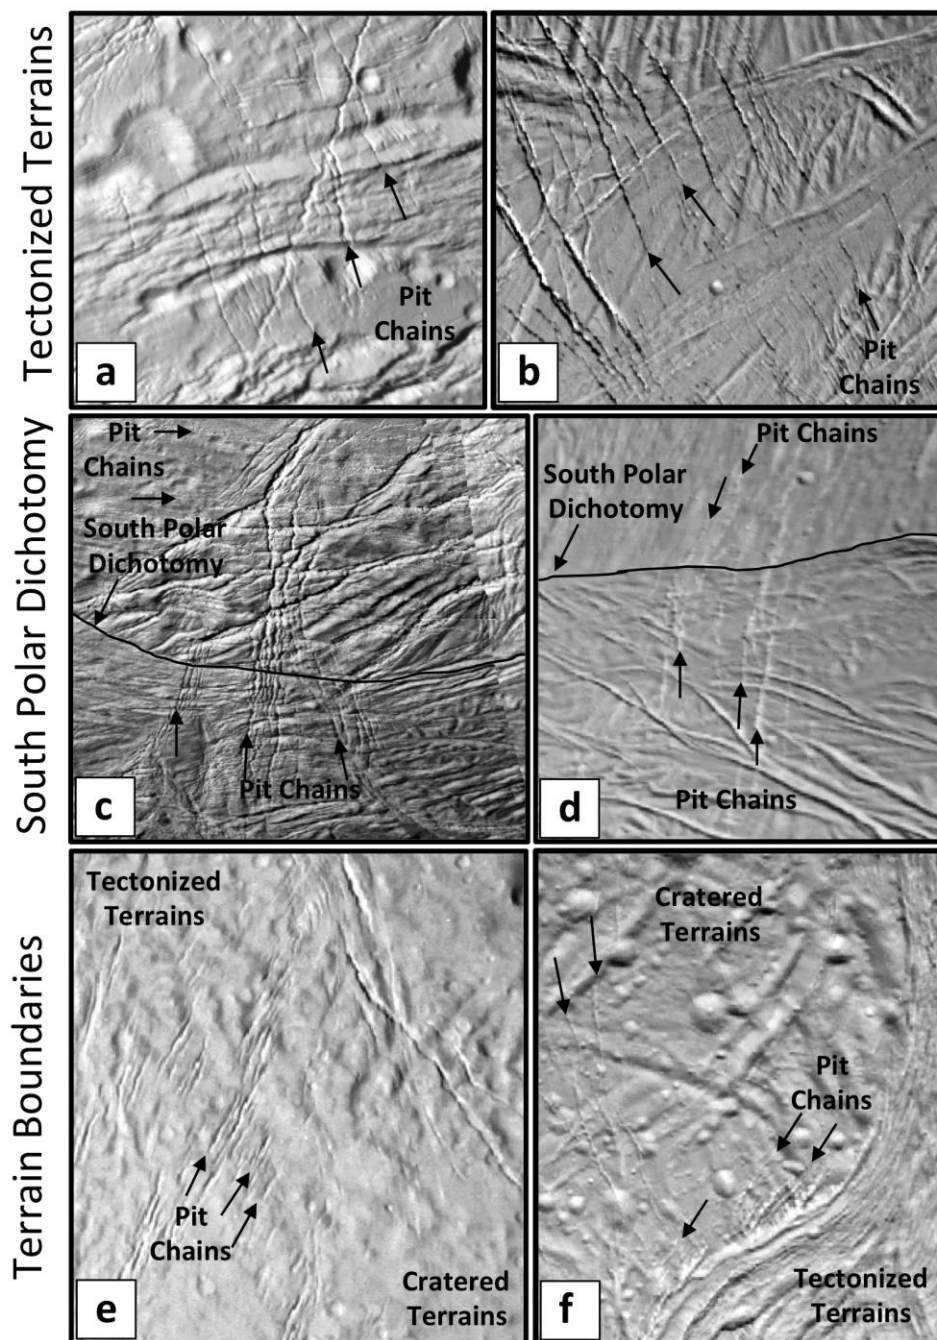 Tectonized Terrains
Pit
Chains
a
Pit
Chains
b
South Polar Dichotomy
Pit
Chains
South Polar
Dichotomy
Pit Chains
c
Pit Chains
South Polar
Dichotomy
Pit Chains
d
Terrain Boundaries
Tectonized
Terrains
Pit
Chains
Cratered
Terrains
e
Cratered
Terrains
Pit
Chains
Tectonized
Terrains
f